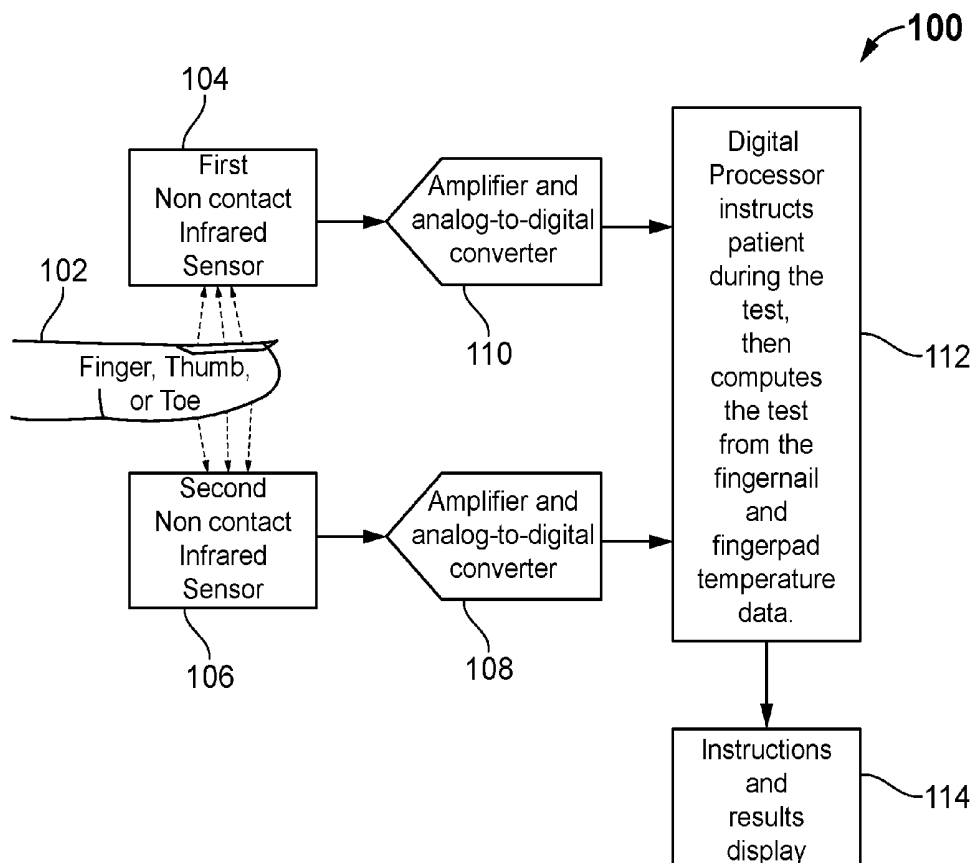 100
104
First
Non contact
Infrared
Sensor
Amplifier and
analog-to-digital
converter
110
Digital
Processor
instructs
patient
during the
test,
then
computes
the test
from the
fingernail
and
fingerpad
temperature
data.
112
102
Finger, Thumb,
or Toe
Second
Non contact
Infrared
Sensor
106
Amplifier and
analog-to-digital
converter
108
Instructions
and
results
display
114